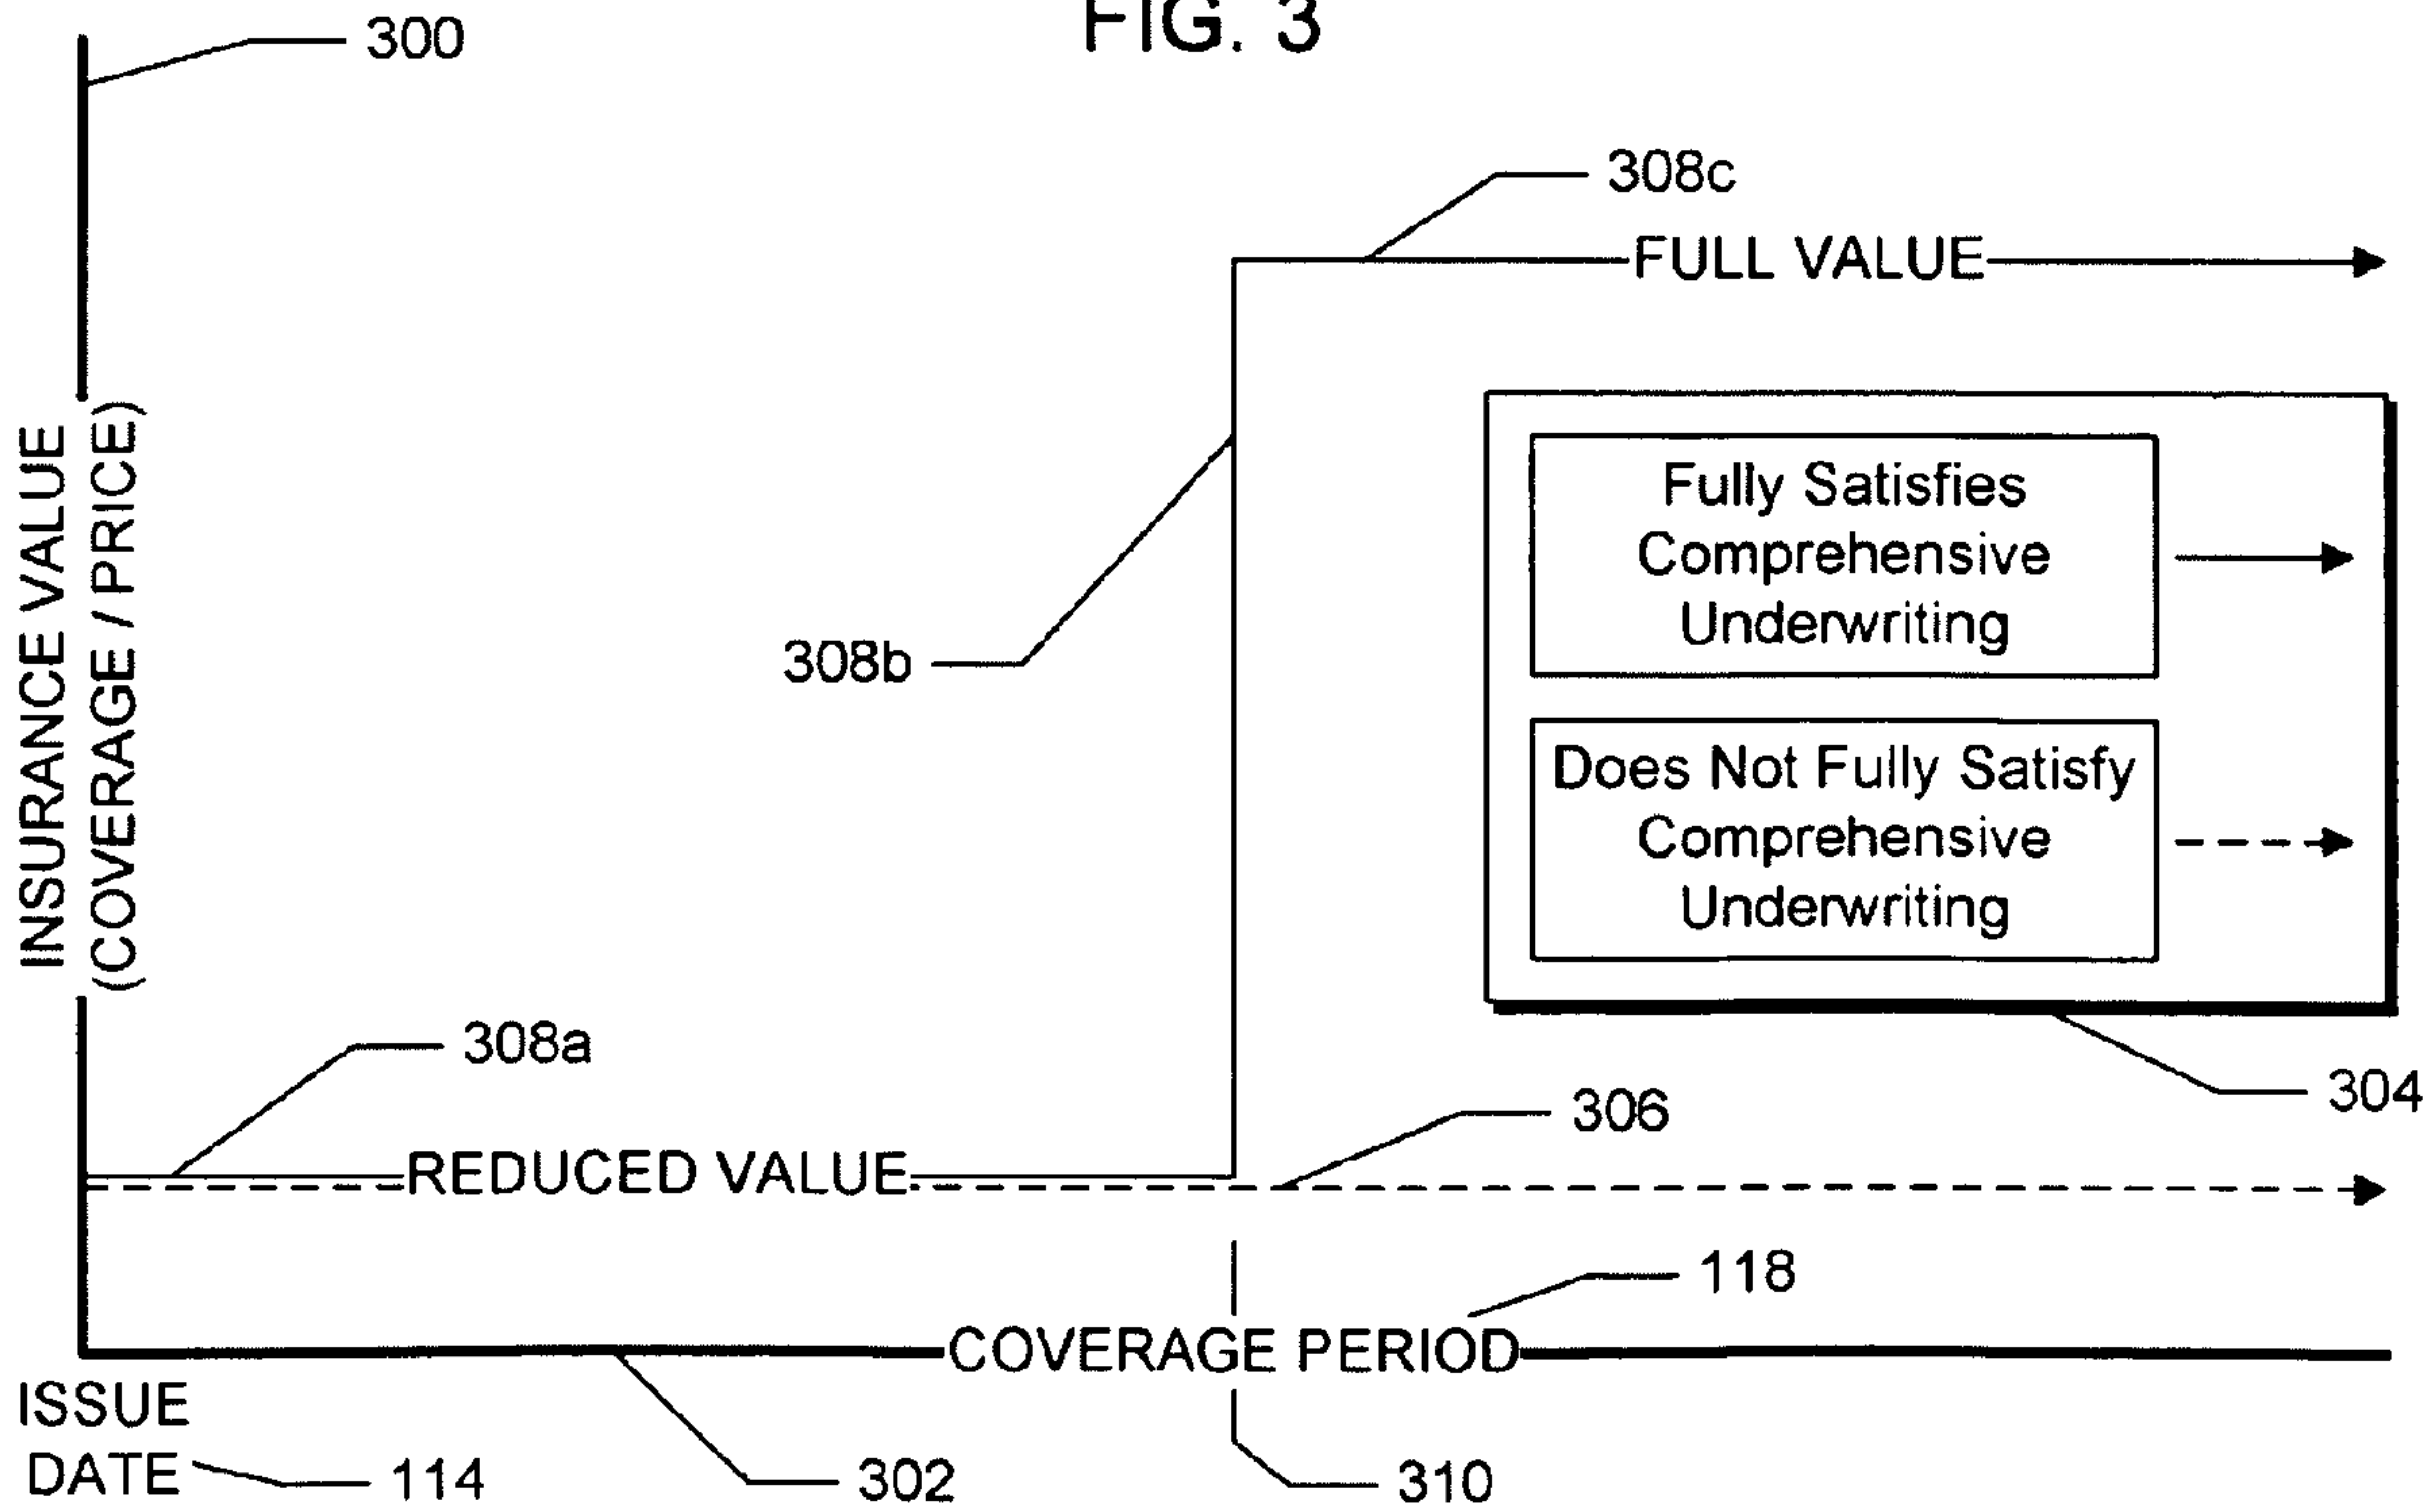 FIG. 3
300
308c
FULL VALUE
INSURANCE VALUE
(COVERAGE / PRICE)
Fully Satisfies
Comprehensive
Underwriting
308b
Does Not Fully Satisfy
Comprehensive
Underwriting
308a
304
306
REDUCED VALUE
118
COVERAGE PERIOD
ISSUE
DATE
114
302
310